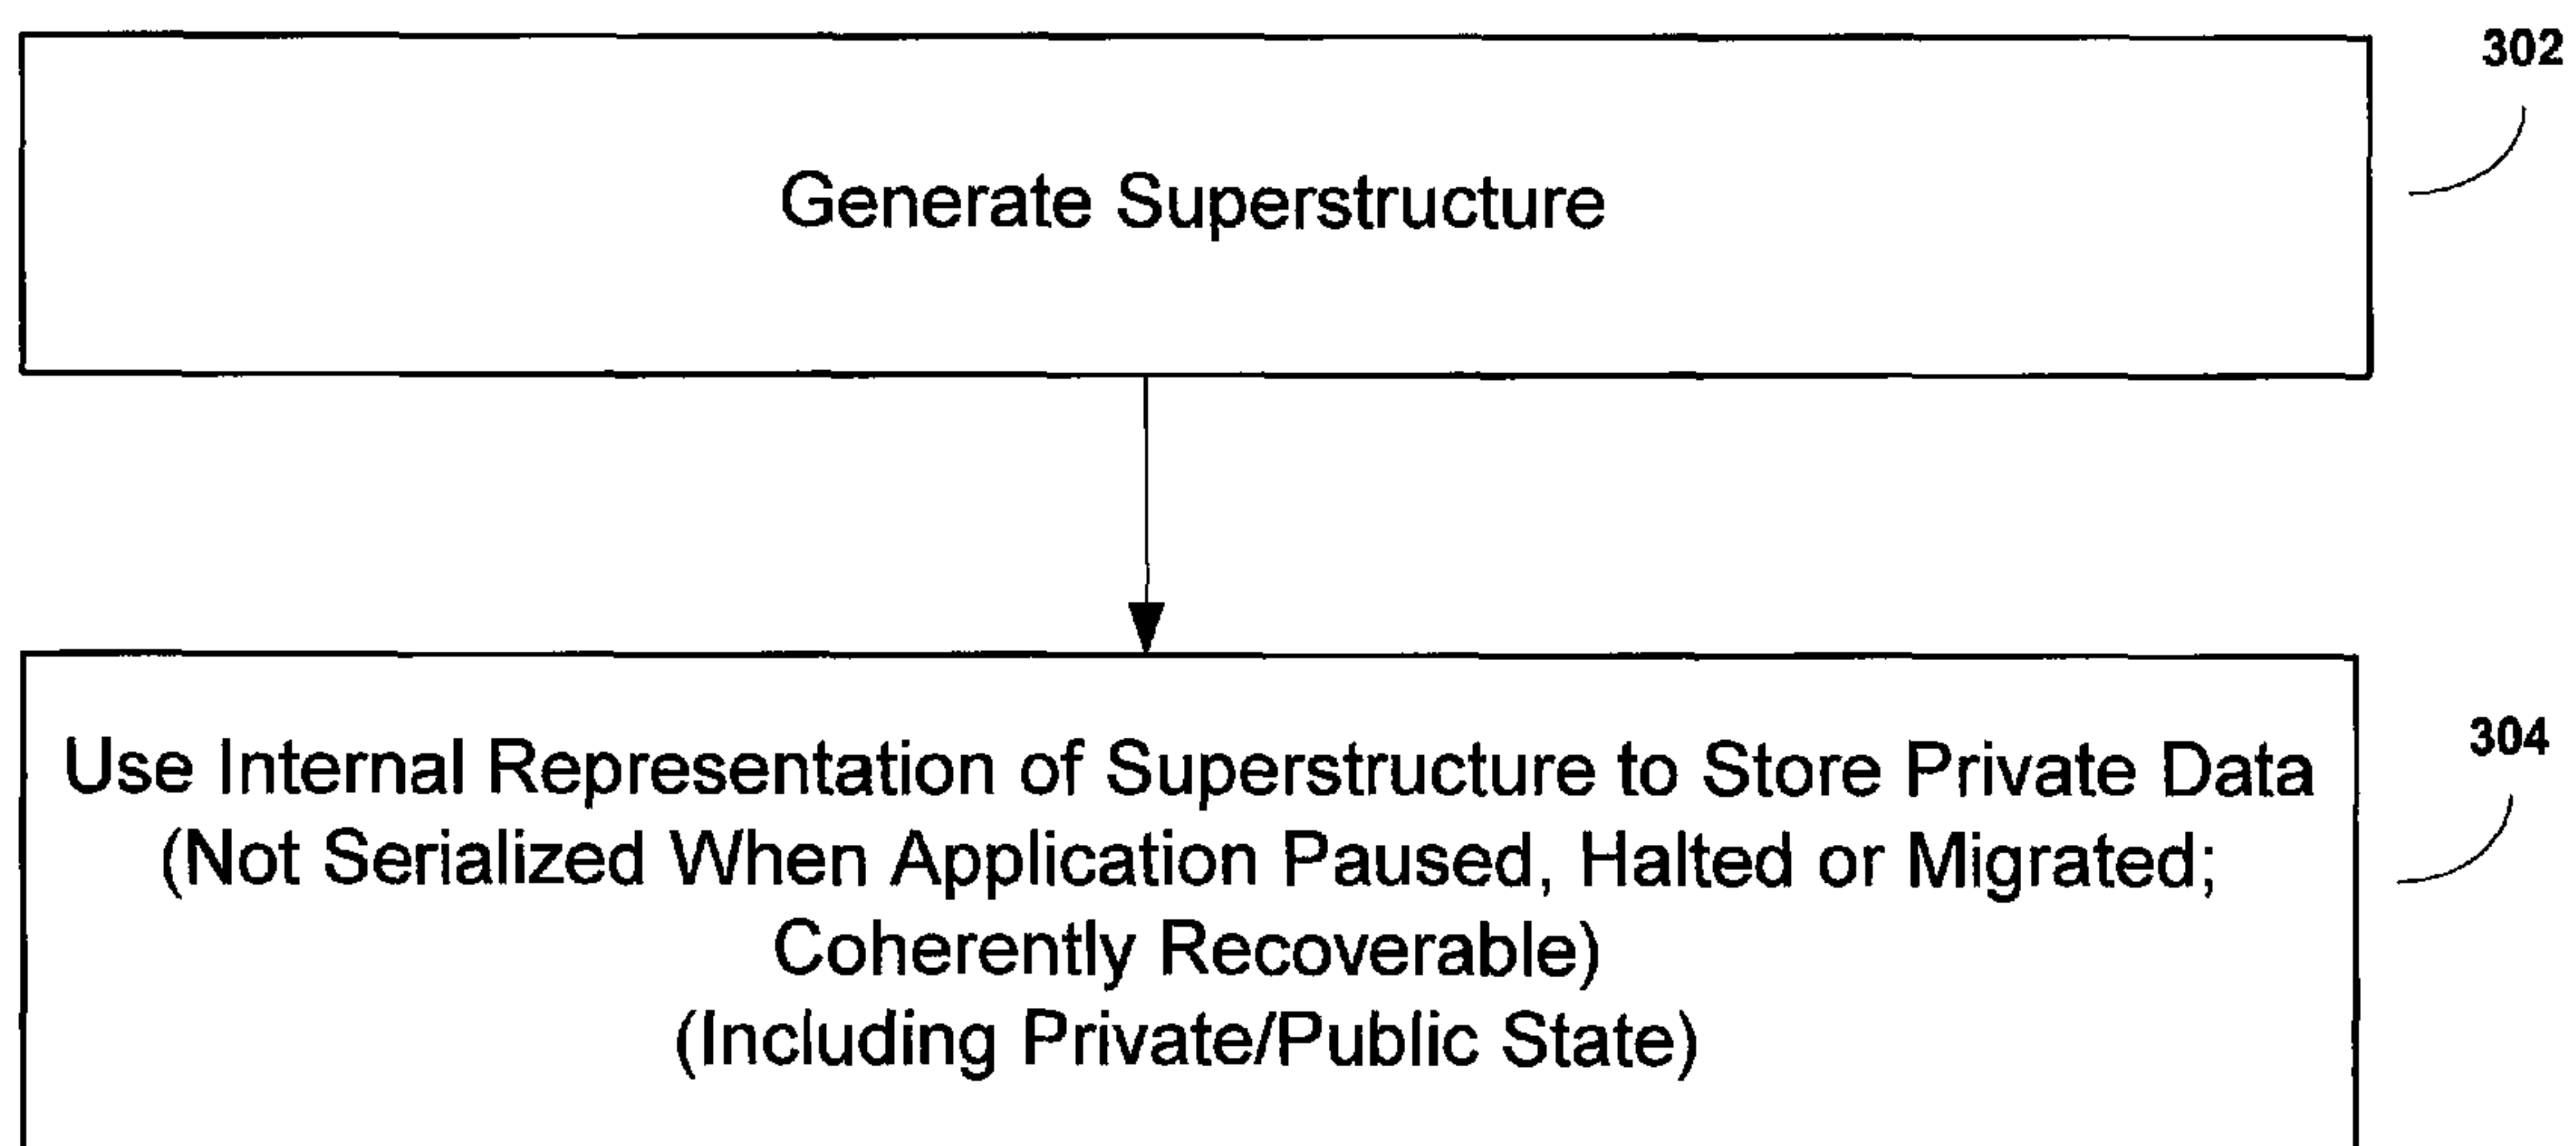 302
Generate Superstructure
304
Use Internal Representation of Superstructure to Store Private Data
(Not Serialized When Application Paused, Halted or Migrated;
Coherently Recoverable)
(Including Private/Public State)